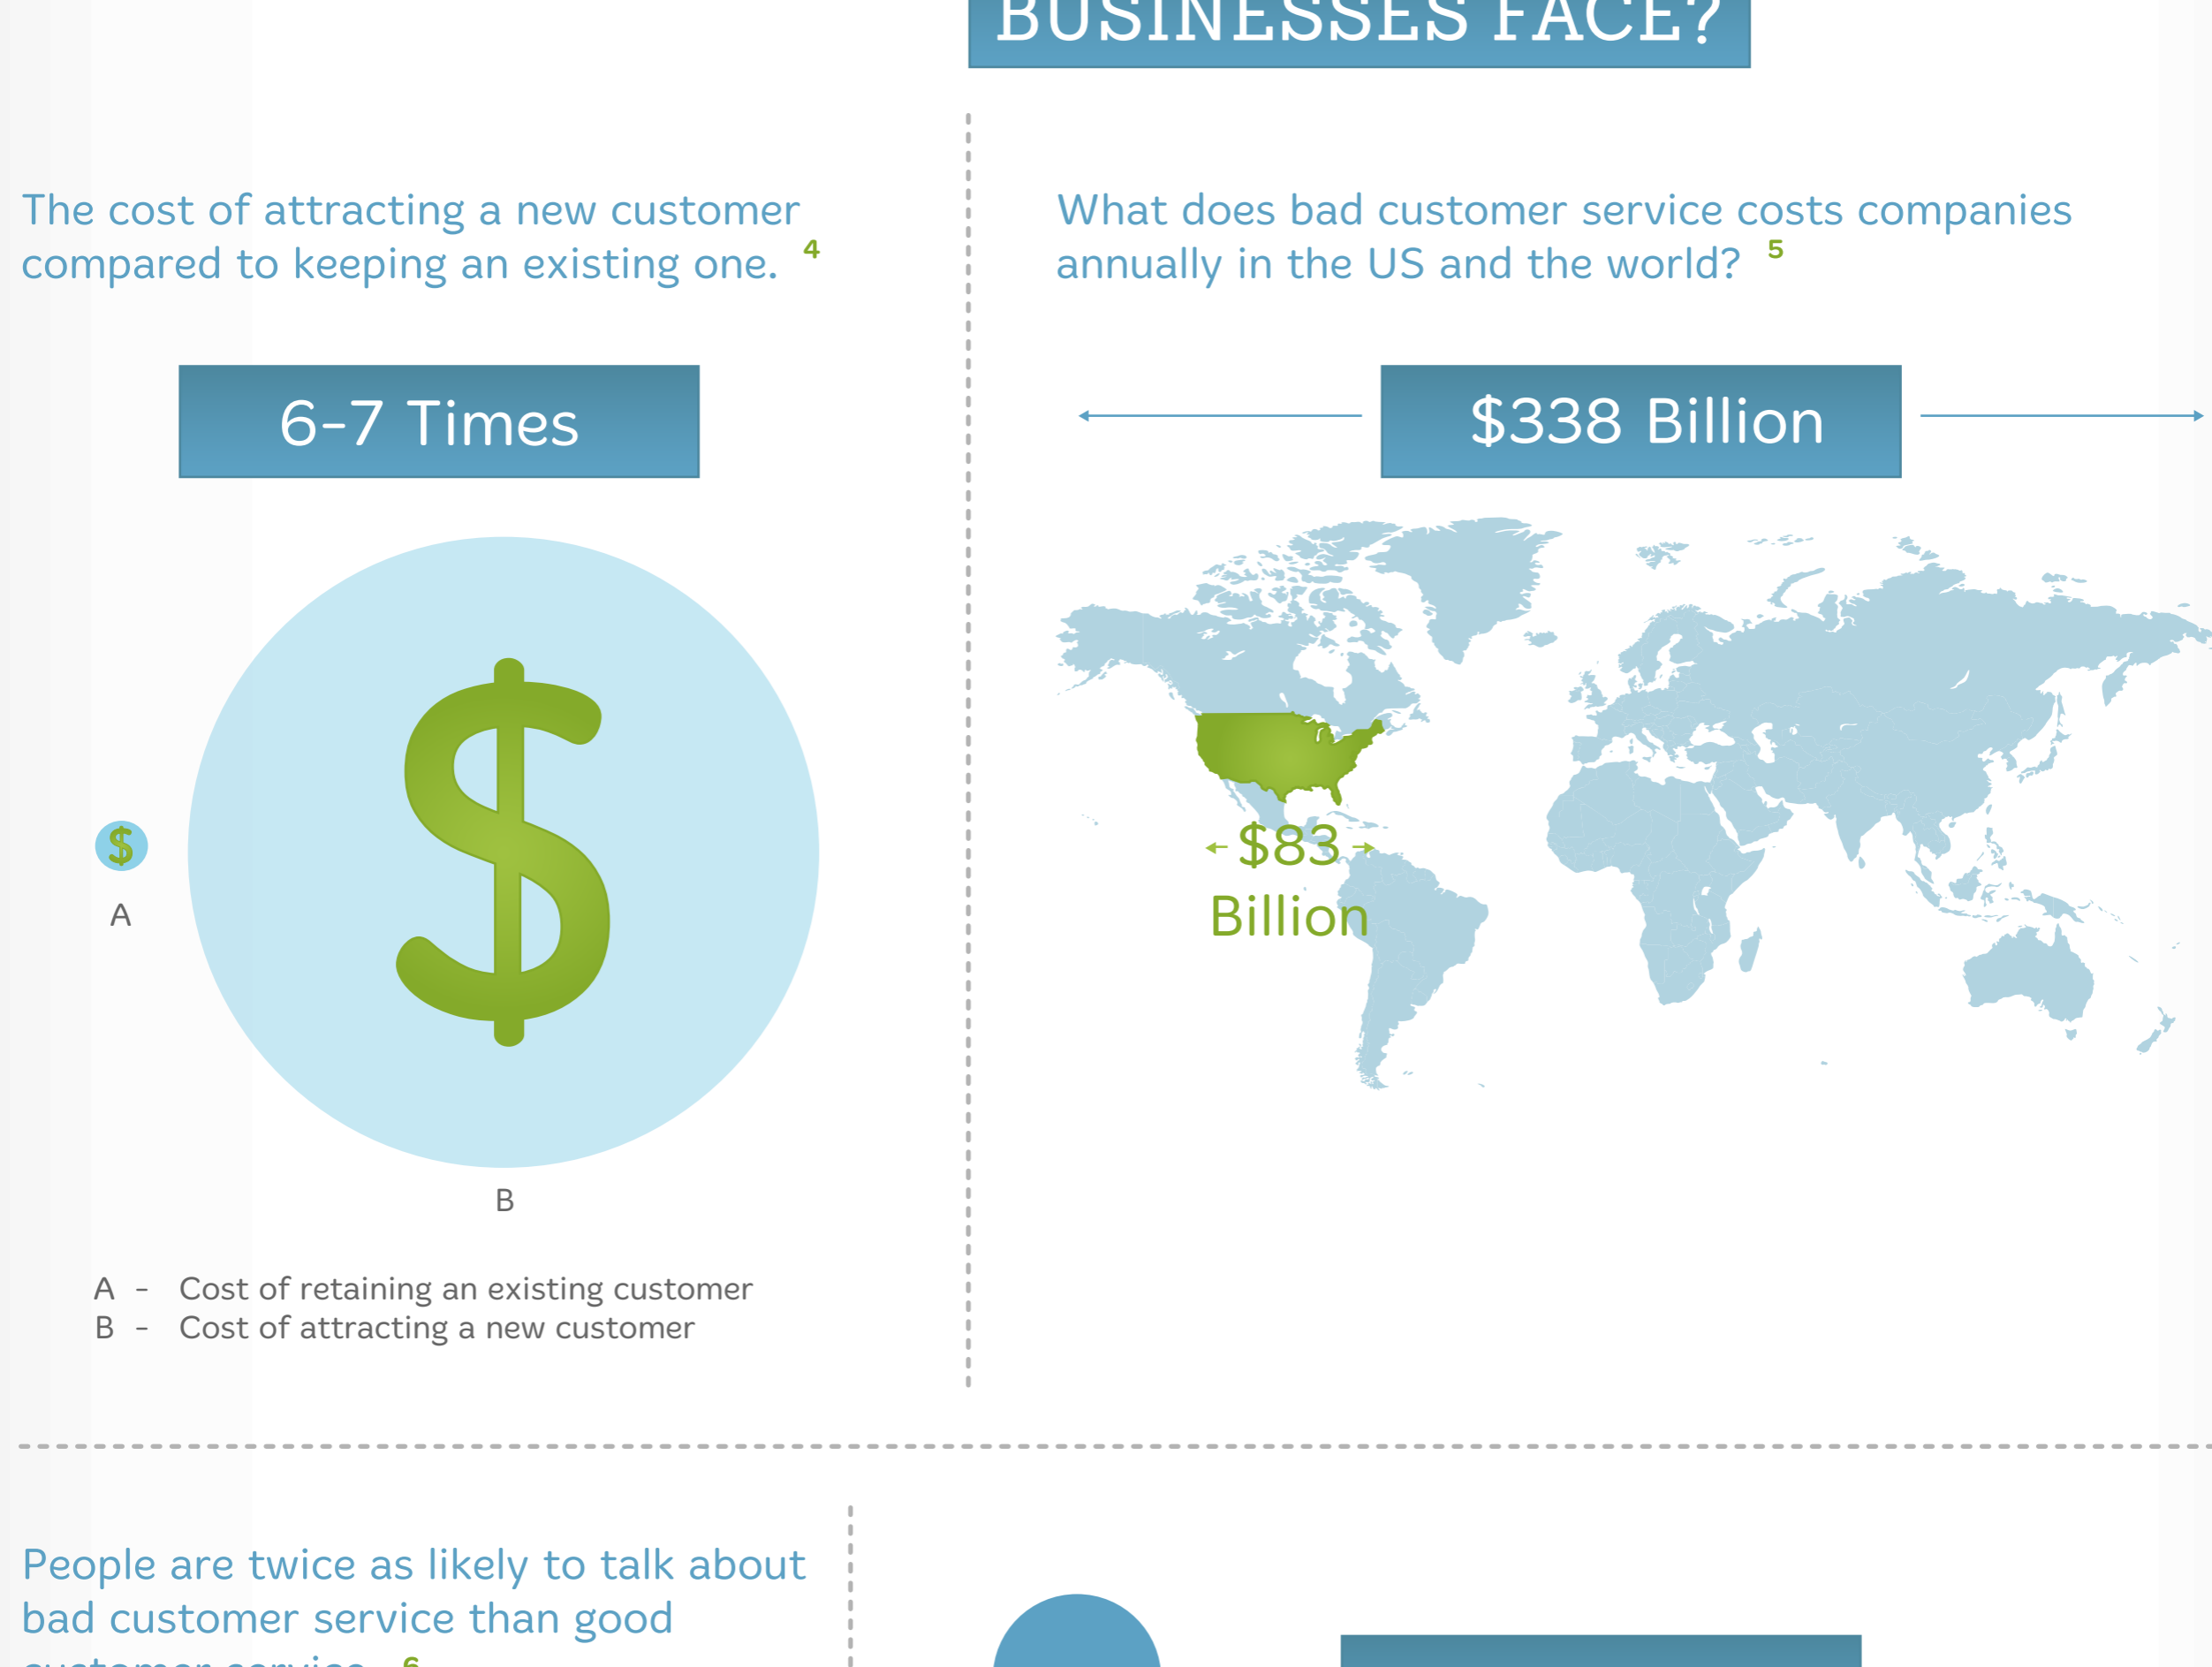 BUSINESSES FACE?
The cost of attracting a new customer
compared to keeping an existing one. 4
6-7 Times
$
$
A
B
A - Cost of retaining an existing customer
B - Cost of attracting a new customer
What does bad customer service costs companies
annually in the US and the world? 5
$338 Billion
$83
Billion
People are twice as likely to talk about
bad customer service than good
customer service. 6